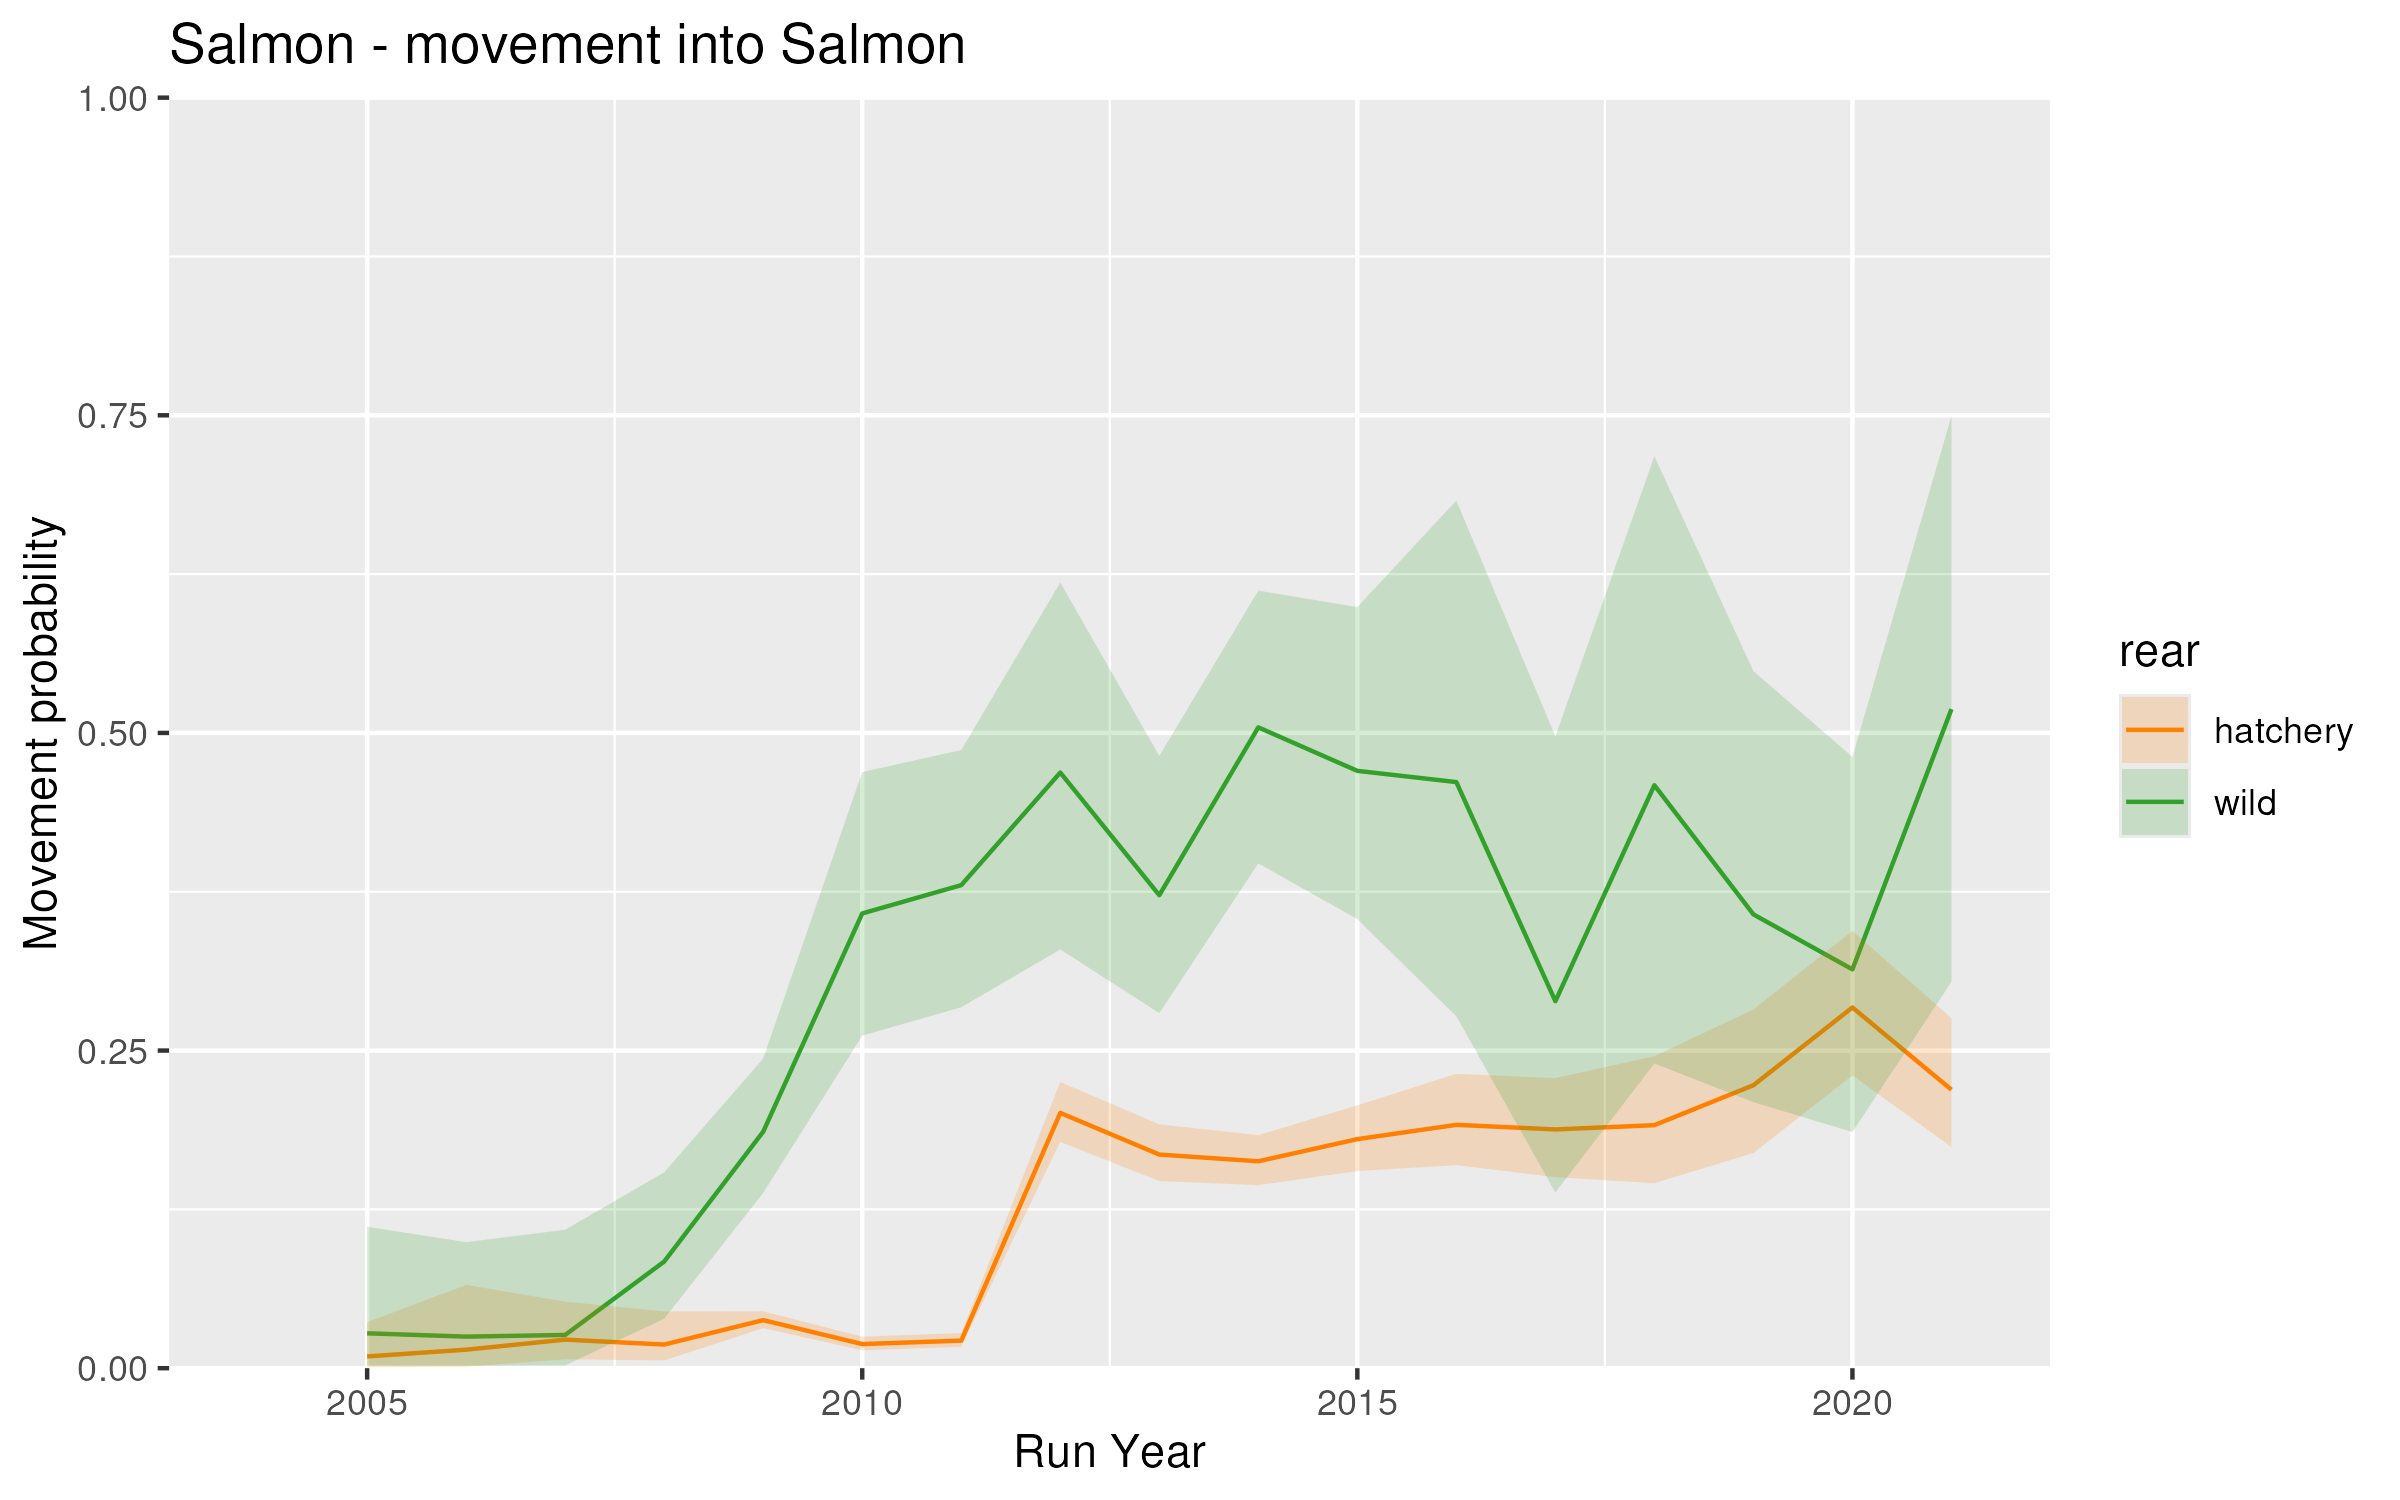 Salmon - movement into Salmon
1.00
0.75
0.50
0.25
0.00
Movement probability
2005 2010 2015 2020
Run Year
rear
hatchery
wild